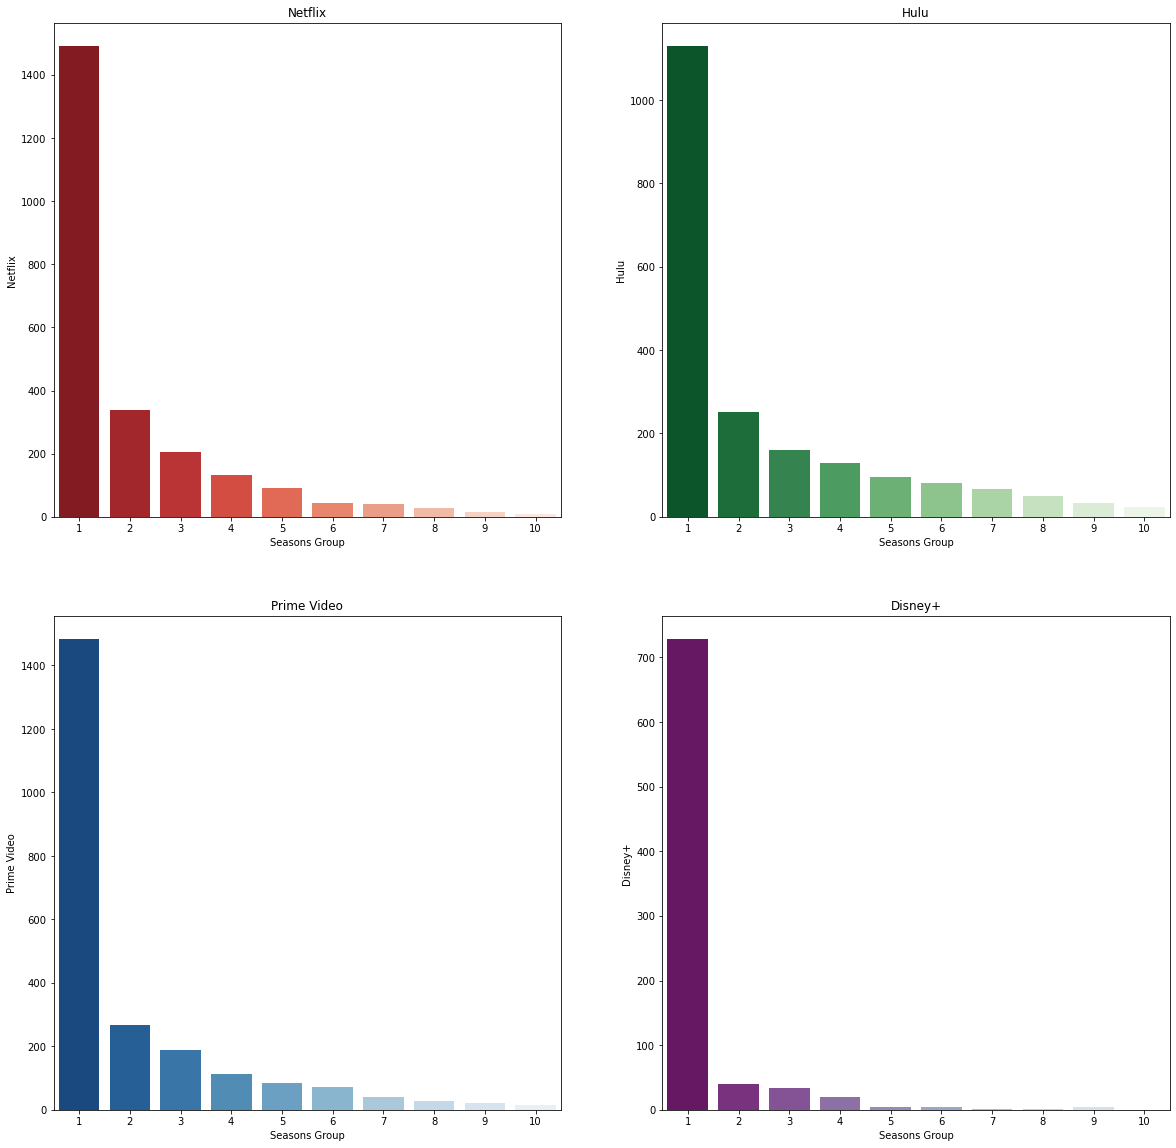 Netflix
Netflix
1400
1200
1000
800
600
400
200
0
1 2 3 4 5 6 7 8 9 10
Seasons Group
Hulu
Hulu
1000
800
600
400
200
0
1 2 3 4 5 6 7 8 9 10
Seasons Group
Prime Video
Prime Video
1400
1200
1000
800
600
400
200
0
1 2 3 4 5 6 7 8 9 10
Seasons Group
Disney+
Disney+
700
600
500
400
300
200
100
0
1 2 3 4 5 6 7 8 9 10
Seasons Group